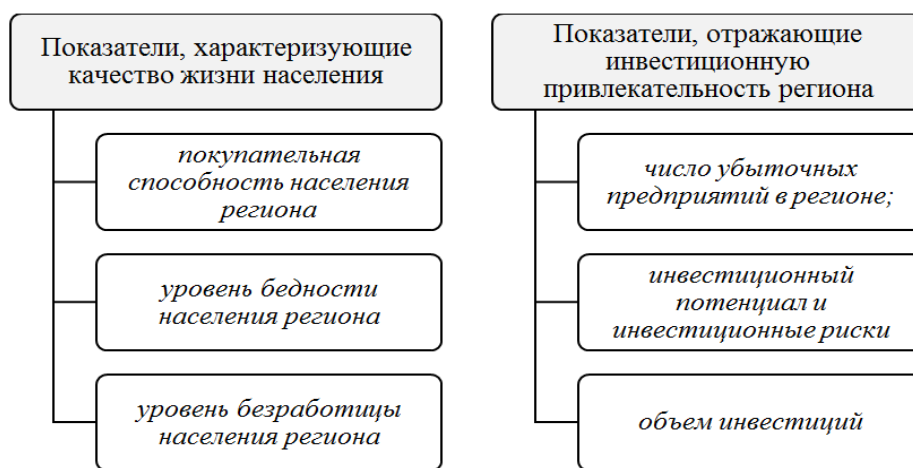 Показатели, характеризующие
качество жизни населения
покупательная
способность населения
региона
уровень бедности
населения региона
уровень безработицы
населения региона
Показатели, отражающие
инвестиционную
привлекательность региона
число убыточных
предприятий в регионе;
инвестиционный
потенциал и
инвестиционные риски
объем инвестиций